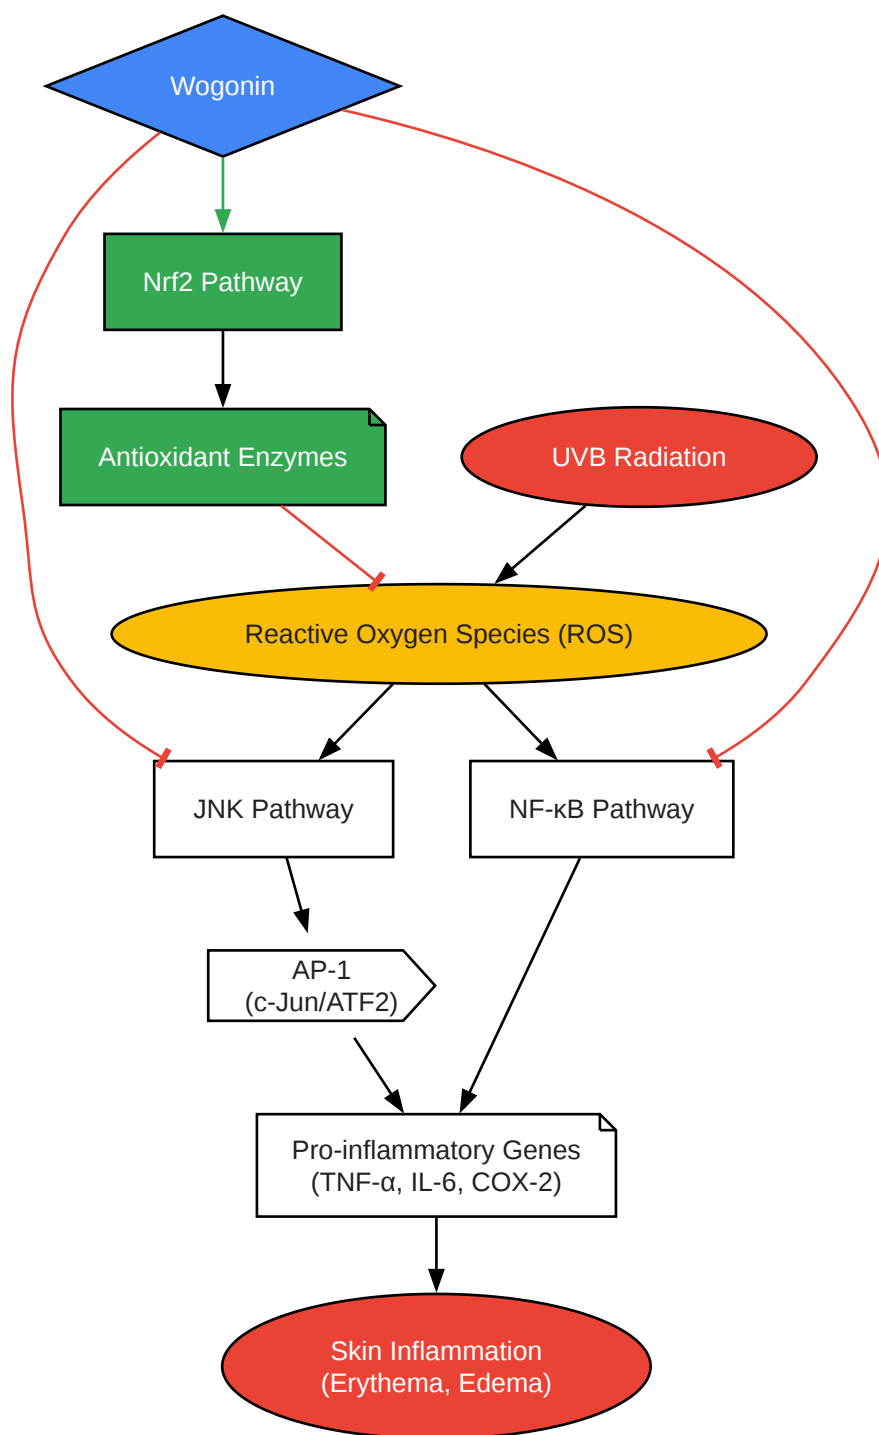 Wogonin
Nrf2 Pathway
Antioxidant Enzymes
UVB Radiation
Reactive Oxygen Species (ROS)
JNK Pathway
NF-κB Pathway
AP-1
(c-Jun/ATF2)
Pro-inflammatory Genes
(TNF-α, IL-6, COX-2)
Skin Inflammation
(Erythema, Edema)